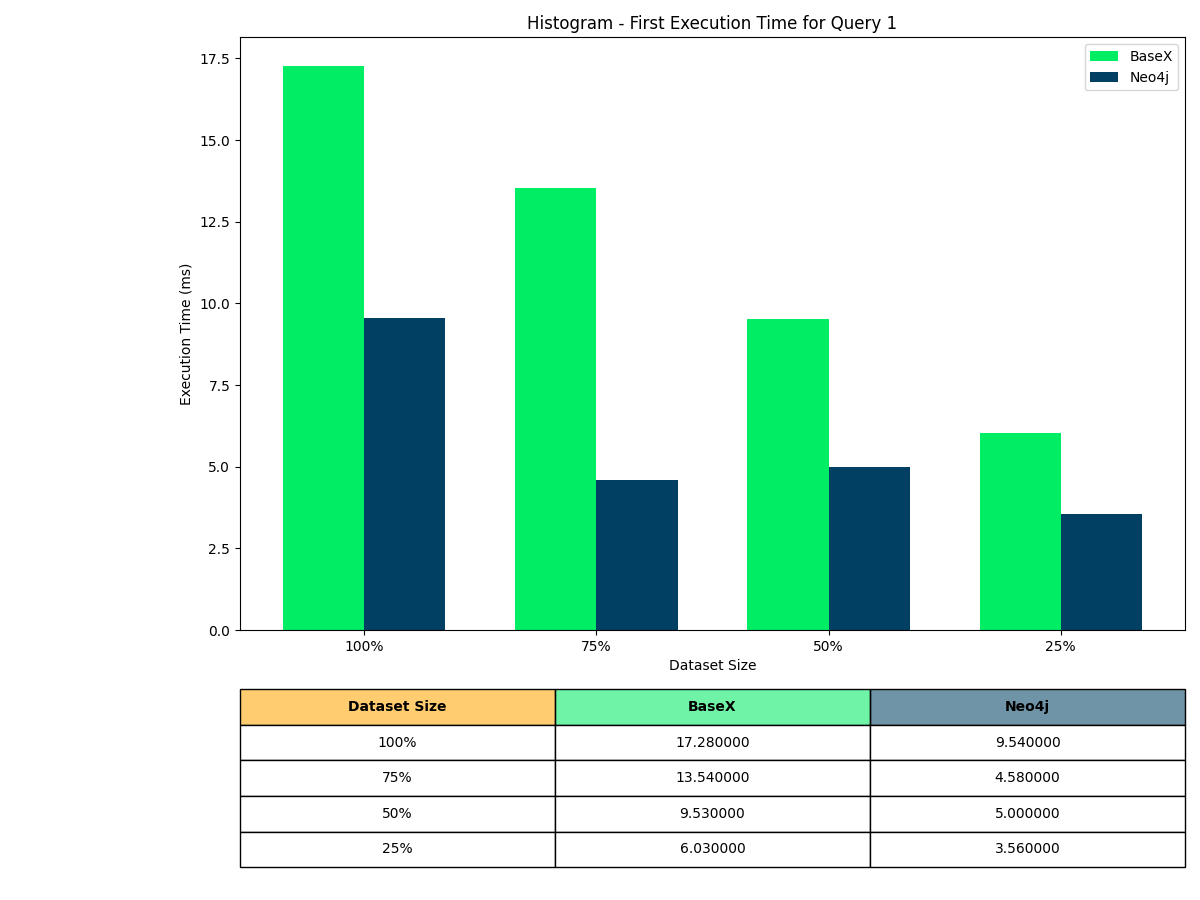 Histogram - First Execution Time for Query 1
BaseX
Neo4j
Execution Time (ms)
17.5
15.0
12.5
10.0
7.5
5.0
2.5
0.0
100% 75% 50% 25%
Dataset Size
Dataset Size BaseX Neo4j
100% 17.280000 9.540000
75% 13.540000 4.580000
50% 9.530000 5.000000
25% 6.030000 3.560000